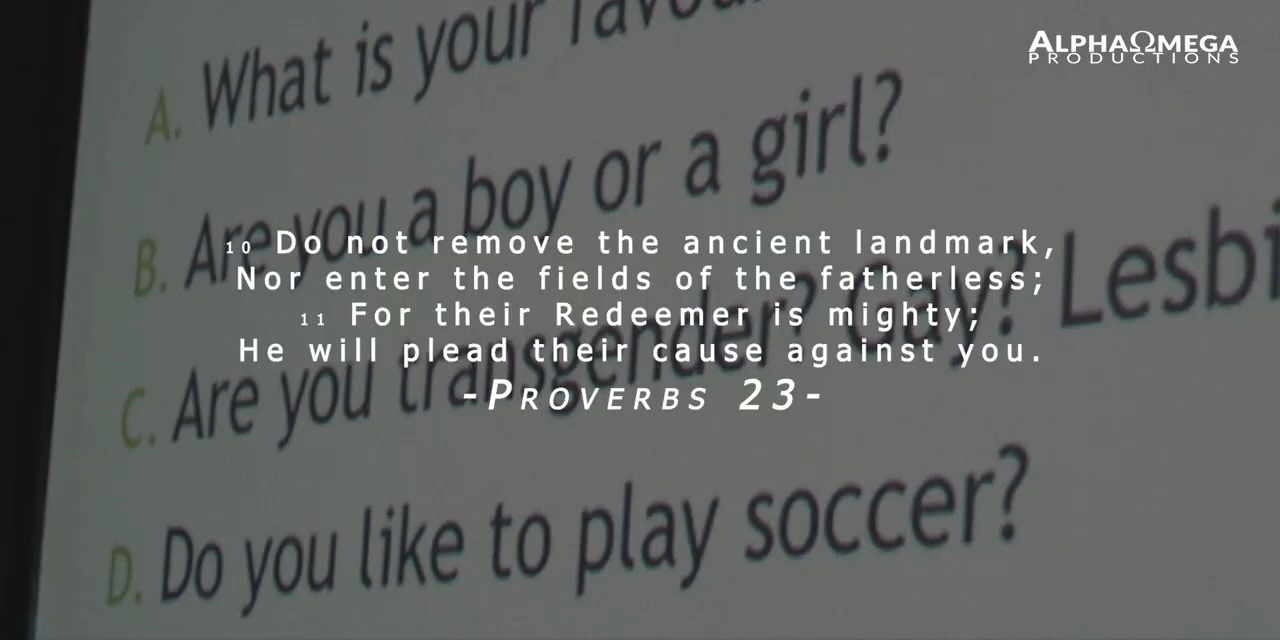 ALPHAΩMEGA
PRODUCTIONS
A. What is your
B. Are you a boy or a girl?
10 Do not remove the ancient landmark,
Nor enter the fields of the fatherless;
11 For their Redeemer is mighty;
He will plead their cause against you.
-PROVERBS 23-
C. Are you transgender? Gay? Lesbi
D. Do you like to play soccer?